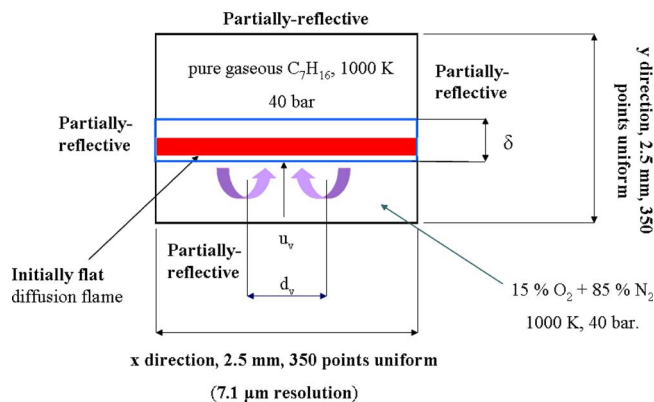 Partially-reflective
pure gaseous C₇H₁₆, 1000 K
40 bar
Partially-
reflective
Partially-
reflective
δ
y direction, 2.5 mm, 350
points uniform
Initially flat
diffusion flame
Partially-
reflective
u_v
d_v
15 % O₂ + 85 % N₂
1000 K, 40 bar.
x direction, 2.5 mm, 350 points uniform
(7.1 μm resolution)